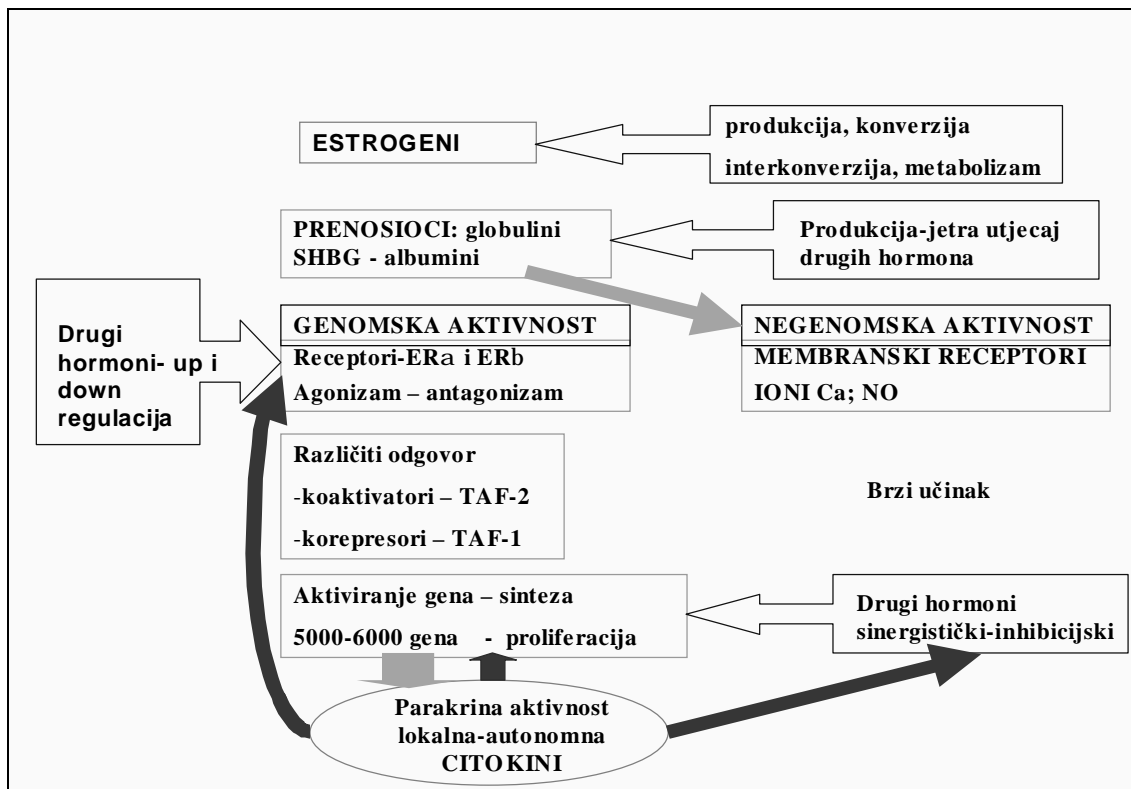 ESTROGENI
produkcija, konverzija
interkonverzija, metabolizam
PRENOSIOCI: globulini
SHBG - albumini
Produkcija-jetra utjecaj
drugih hormona
Drugi
hormoni- up i
down
regulacija
GENOMSKA AKTIVNOST
Receptori-ERa i ERb
Agonizam – antagonizam
NEGENOMSKA AKTIVNOST
MEMBRANSKI RECEPTORI
IONI Ca; NO
Različiti odgovor
-koaktivatori – TAF-2
-korepresori – TAF-1
Brzi učinak
Aktiviranje gena – sinteza
5000-6000 gena - proliferacija
Drugi hormoni
sinergistički-inhibicijski
Parakrina aktivnost
lokalna-autonomna
CITOKINI